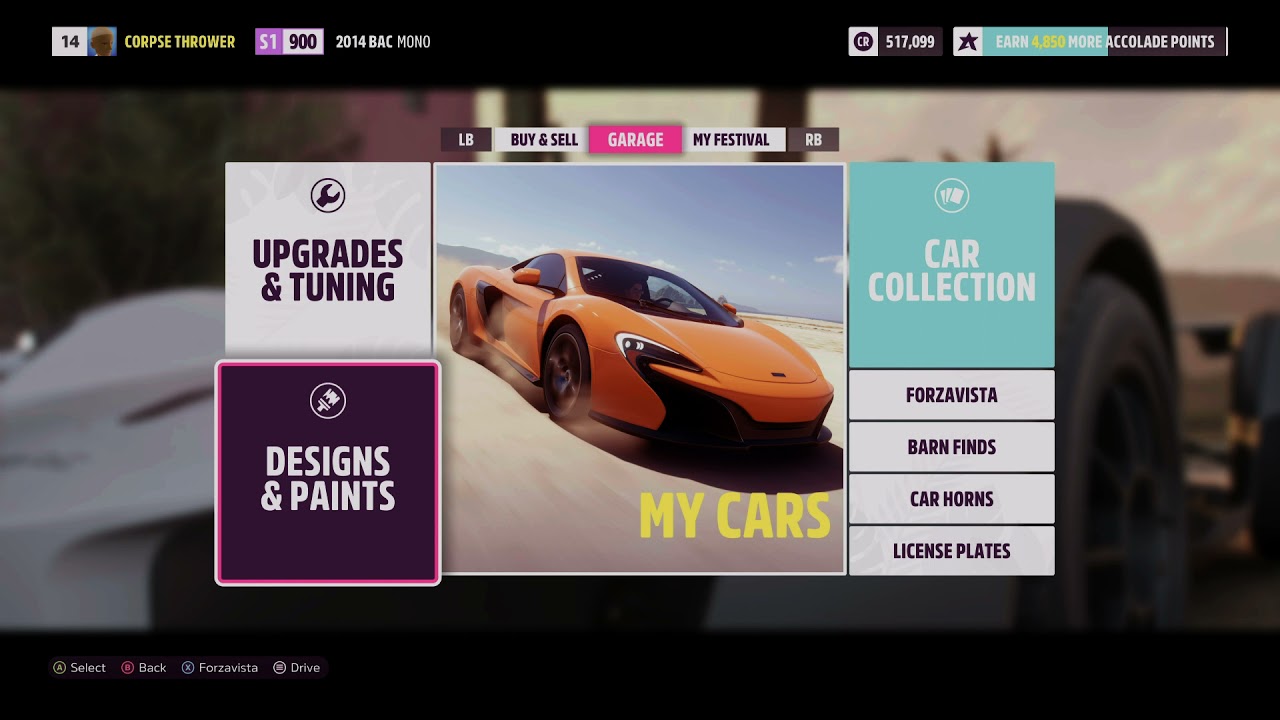 14 CORPSE THROWER S1 900 2014 BAC MONO CR 517,099 EARN 4,850 MORE ACCOLADE POINTS
LB BUY & SELL GARAGE MY FESTIVAL RB
UPGRADES
& TUNING
DESIGNS
& PAINTS
MY CARS
CAR
COLLECTION
FORZAVISTA
BARN FINDS
CAR HORNS
LICENSE PLATES
A Select B Back X Forzavista Drive